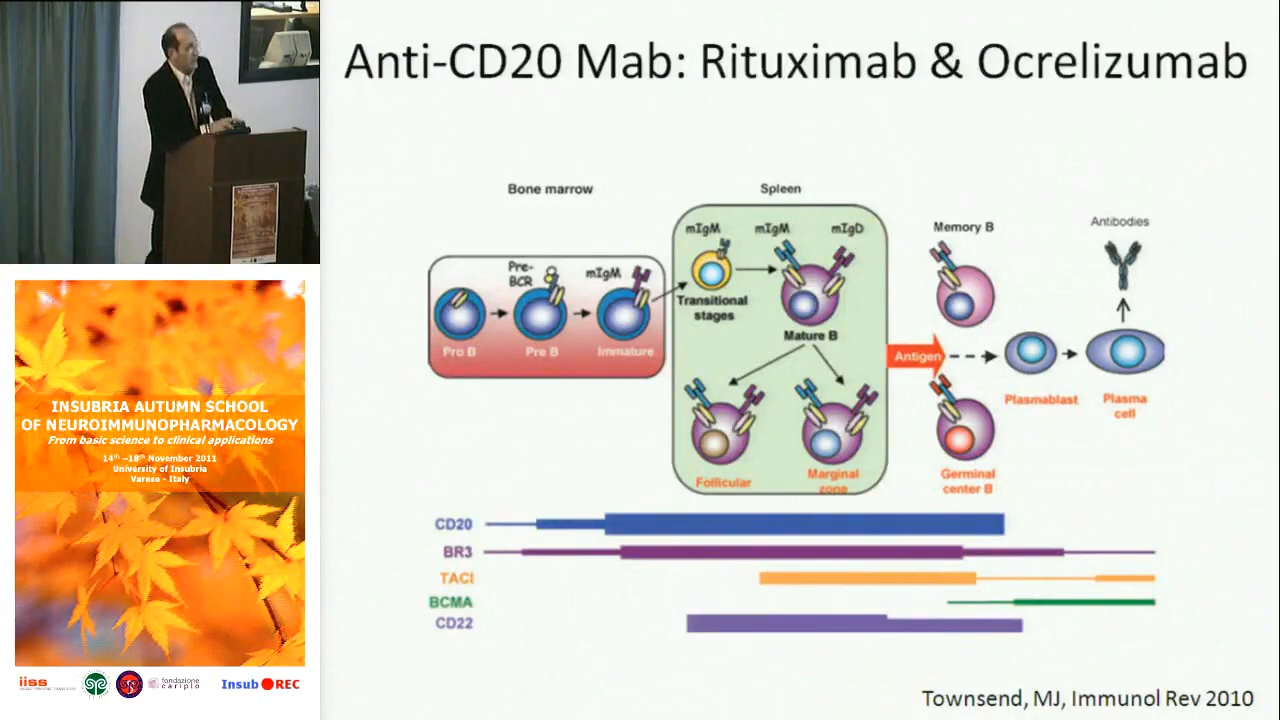 Anti-CD20 Mab: Rituximab & Ocrelizumab
Bone marrow
Spleen
Pro B
Pre-
BCR
Pre B
mIgM
Immature
mIgM
Transitional
stages
mIgM
mIgD
Mature B
Follicular
Marginal
zone
Antigen
Memory B
Germinal
center B
Plasmablast
Antibodies
Plasma
cell
CD20
BR3
TACI
BCMA
CD22
Townsend, MJ, Immunol Rev 2010
INSUBRIA AUTUMN SCHOOL
OF NEUROIMMUNOPHARMACOLOGY
From basic science to clinical applications
14th –18th November 2011
University of Insubria
Varese - Italy
iiss
fondazione
cariplo
Insub REC